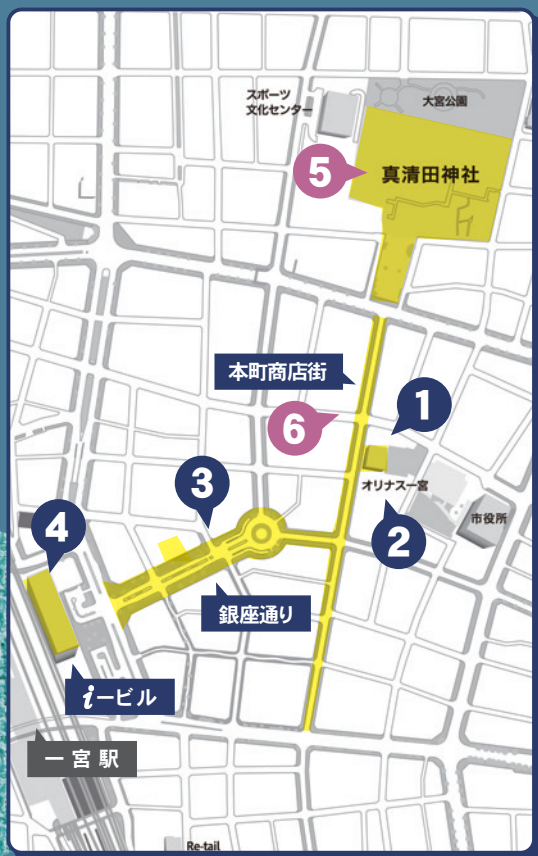 スポーツ
文化センター
大宮公園
5
真清田神社
本町商店街
1
6
3
オリナス一宮
4
2
市役所
銀座通り
i-ビル
一宮駅
Re-tail